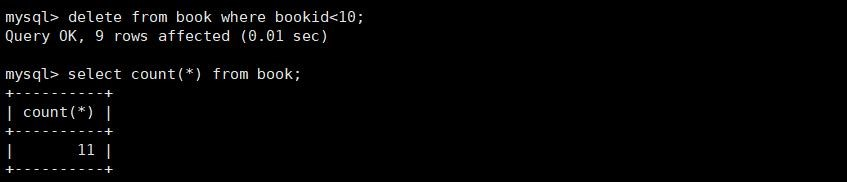 mysql> delete from book where bookid<10;
Query OK, 9 rows affected (0.01 sec)

mysql> select count(*) from book;
+----------+
| count(*) |
+----------+
|       11 |
+----------+